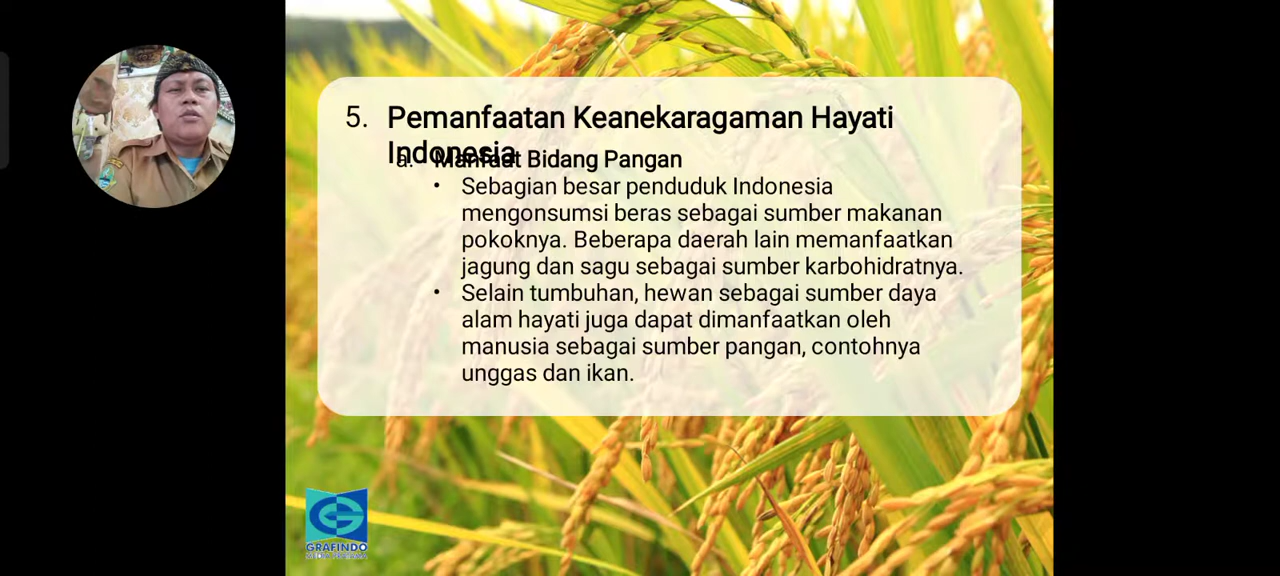 5. Pemanfaatan Keanekaragaman Hayati
Indonesia
a. Manfaat Bidang Pangan
• Sebagian besar penduduk Indonesia
mengonsumsi beras sebagai sumber makanan
pokoknya. Beberapa daerah lain memanfaatkan
jagung dan sagu sebagai sumber karbohidratnya.
• Selain tumbuhan, hewan sebagai sumber daya
alam hayati juga dapat dimanfaatkan oleh
manusia sebagai sumber pangan, contohnya
unggas dan ikan.
GRAFINDO